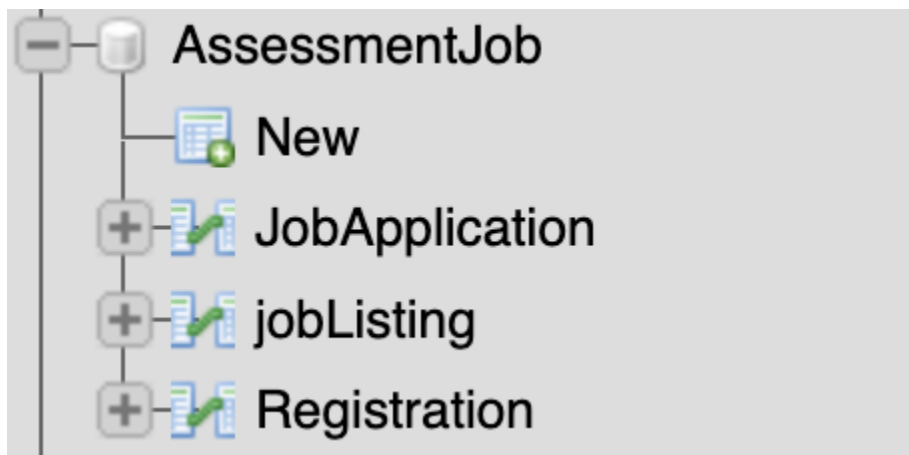 AssessmentJob
New
JobApplication
jobListing
Registration